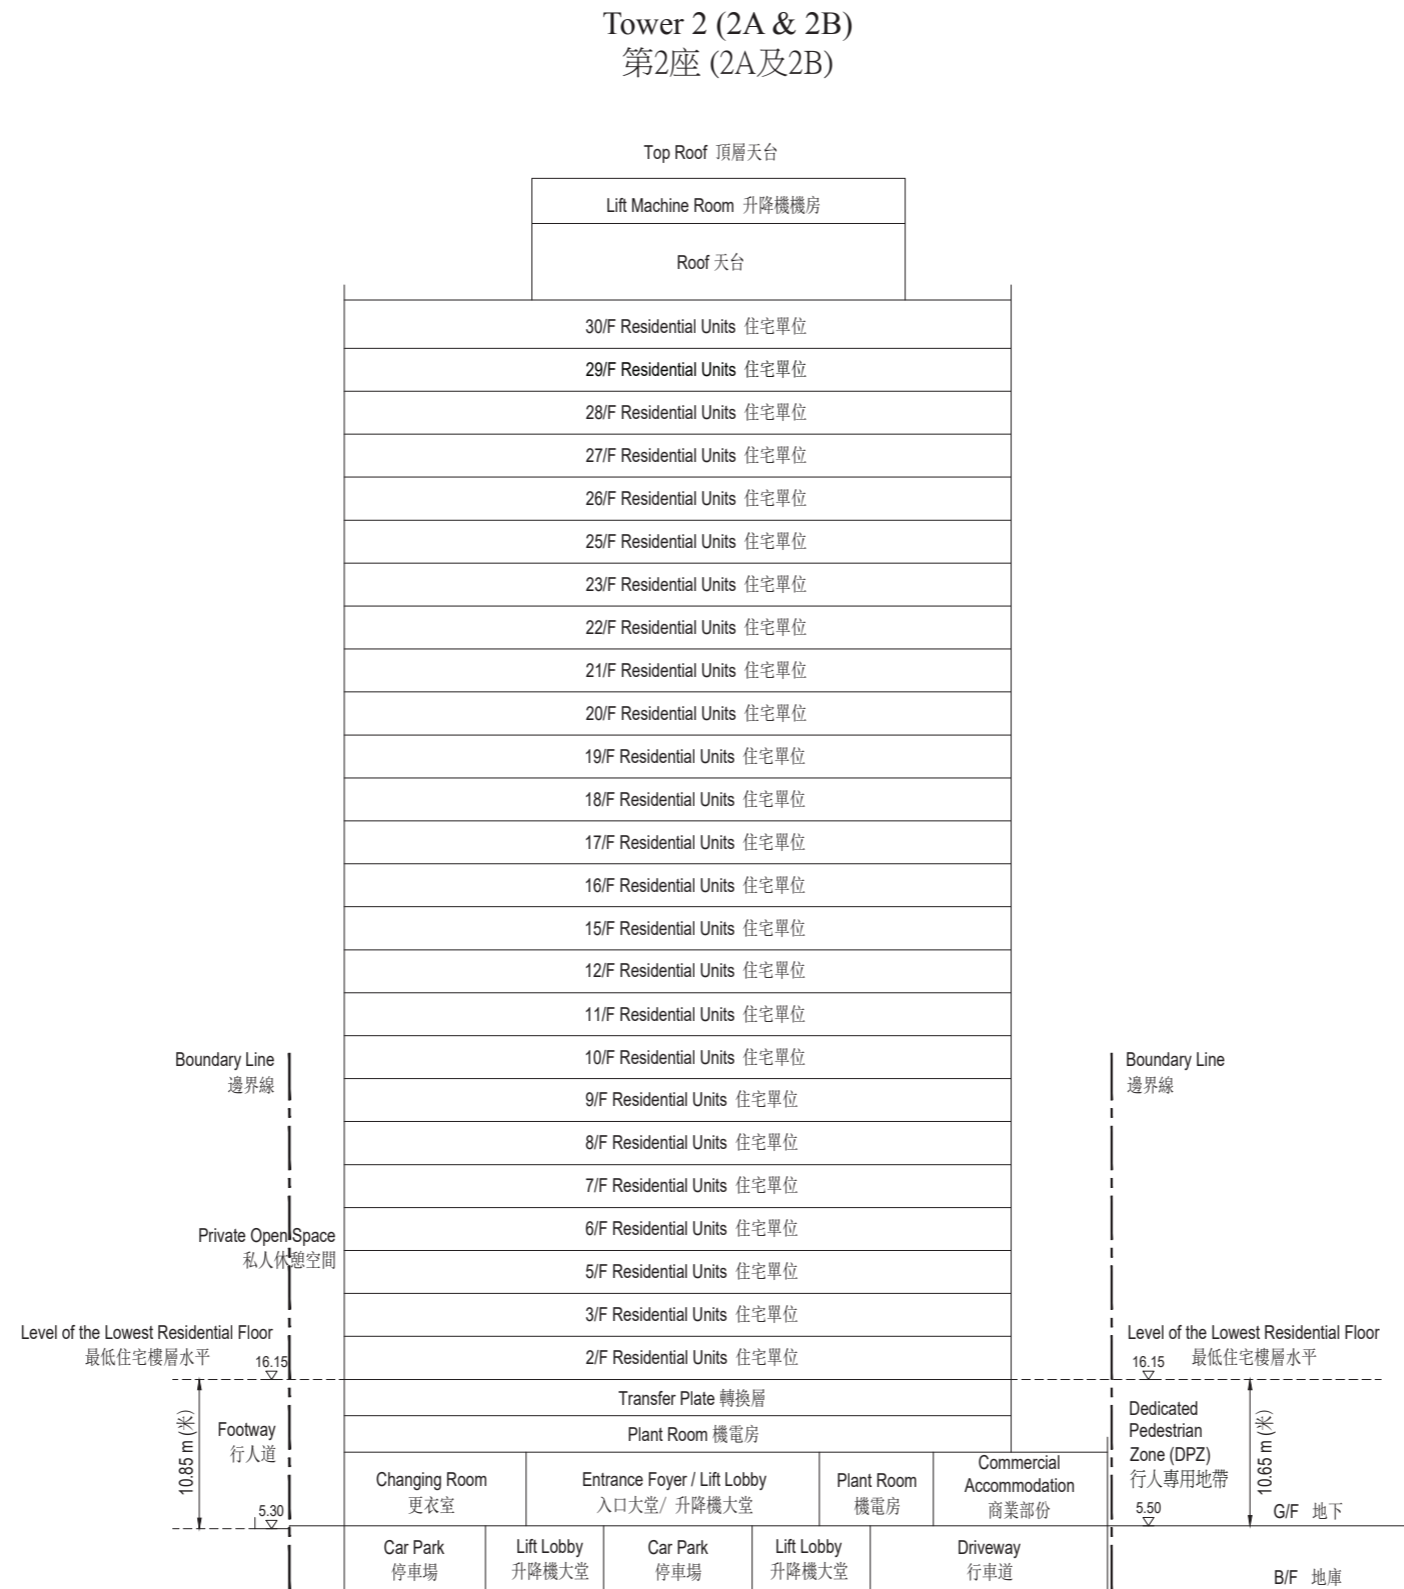 Tower 2 (2A & 2B)
第2座 (2A及2B)
Top Roof 頂層天台
Lift Machine Room 升降機機房
Roof 天台
30/F Residential Units 住宅單位
29/F Residential Units 住宅單位
28/F Residential Units 住宅單位
27/F Residential Units 住宅單位
26/F Residential Units 住宅單位
25/F Residential Units 住宅單位
23/F Residential Units 住宅單位
22/F Residential Units 住宅單位
21/F Residential Units 住宅單位
20/F Residential Units 住宅單位
19/F Residential Units 住宅單位
18/F Residential Units 住宅單位
17/F Residential Units 住宅單位
16/F Residential Units 住宅單位
15/F Residential Units 住宅單位
12/F Residential Units 住宅單位
11/F Residential Units 住宅單位
10/F Residential Units 住宅單位
9/F Residential Units 住宅單位
8/F Residential Units 住宅單位
7/F Residential Units 住宅單位
6/F Residential Units 住宅單位
5/F Residential Units 住宅單位
3/F Residential Units 住宅單位
2/F Residential Units 住宅單位
Transfer Plate 轉換層
Plant Room 機電房
Changing Room
更衣室
Entrance Foyer / Lift Lobby
入口大堂/ 升降機大堂
Plant Room
機電房
Commercial
Accommodation
商業部份
Car Park
停車場
Lift Lobby
升降機大堂
Car Park
停車場
Lift Lobby
升降機大堂
Driveway
行車道
Boundary Line
邊界線
Private Open Space
私人休憩空間
Level of the Lowest Residential Floor
最低住宅樓層水平
16.15
10.85 m (米)
Footway
行人道
5.30
Boundary Line
邊界線
Level of the Lowest Residential Floor
16.15 最低住宅樓層水平
Dedicated
Pedestrian
Zone (DPZ)
行人專用地帶
10.65 m (米)
5.50
G/F 地下
B/F 地庫